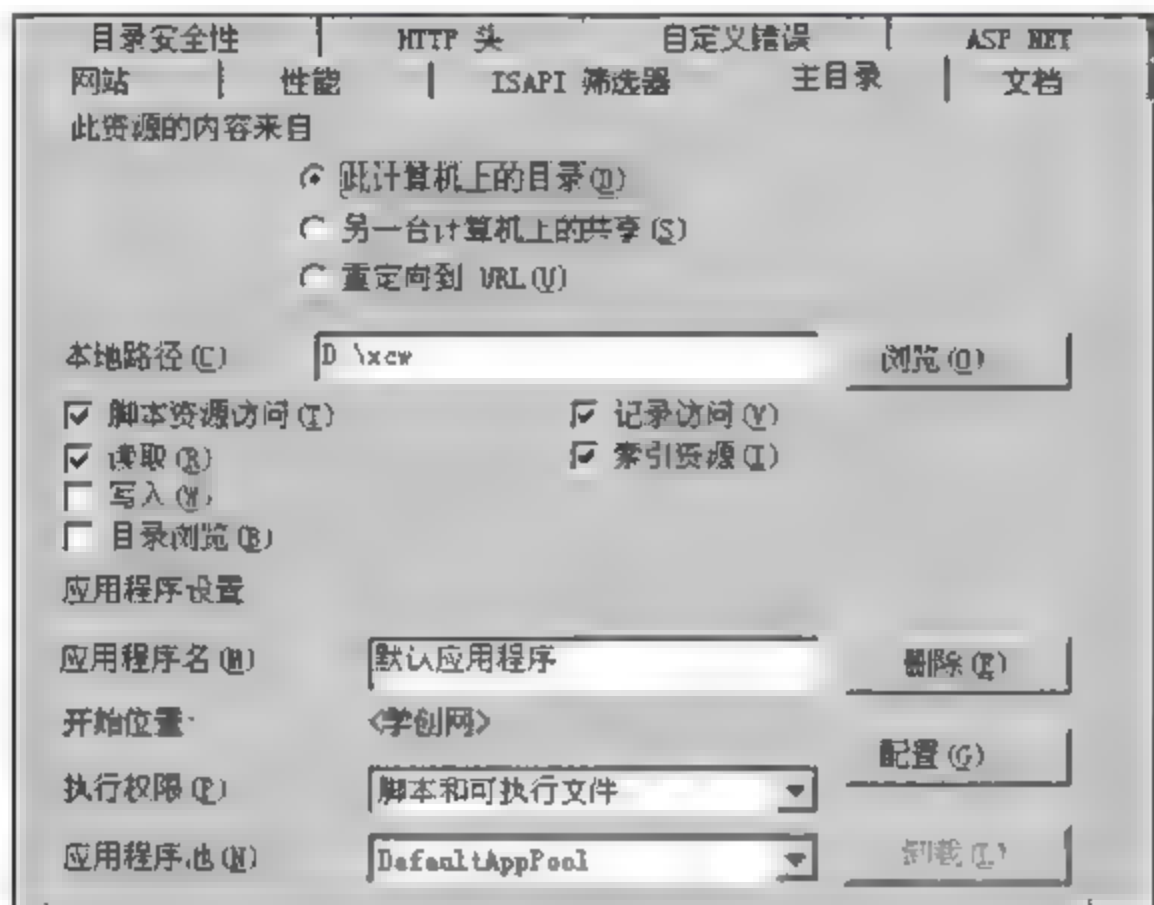 目录安全性 HTTP 头 自定义错误 ASP NET
网站 性能 ISAPI 筛选器 主目录 文档
此资源的内容来自
此计算机上的目录(D)
另一台计算机上的共享(S)
重定向到 URL(U)
本地路径(C) D \xcw 浏览(O)
脚本资源访问(T) 记录访问(V)
读取(R) 索引资源(I)
写入(W)
目录浏览(B)
应用程序设置
应用程序名(M) 默认应用程序 删除(E)
开始位置: <学创网>
配置(G)
执行权限(P) 脚本和可执行文件
应用程序池(N) DefaultAppPool 卸载(L)